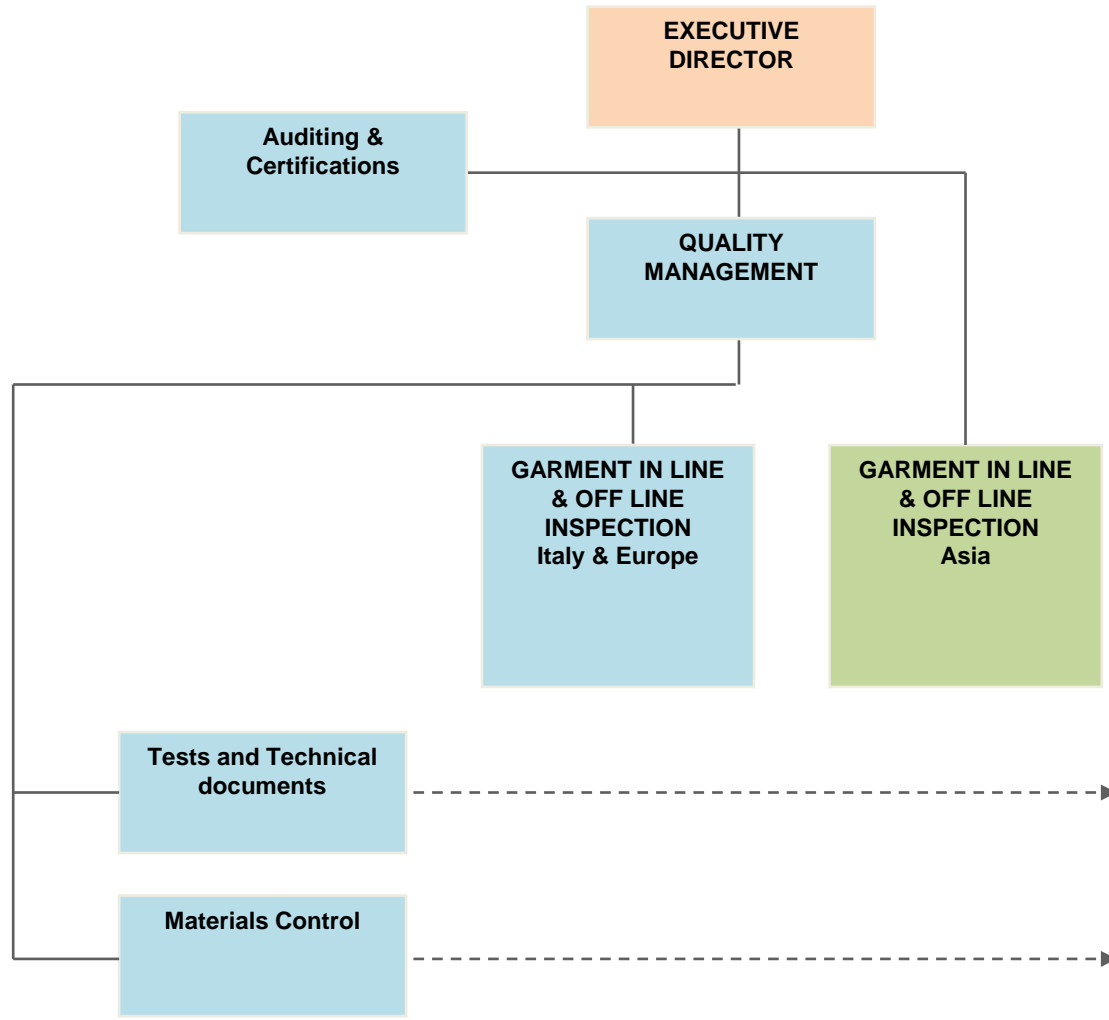 EXECUTIVE
DIRECTOR
Auditing &
Certifications
QUALITY
MANAGEMENT
GARMENT IN LINE
& OFF LINE
INSPECTION
Italy & Europe
GARMENT IN LINE
& OFF LINE
INSPECTION
Asia
Tests and Technical
documents
Materials Control